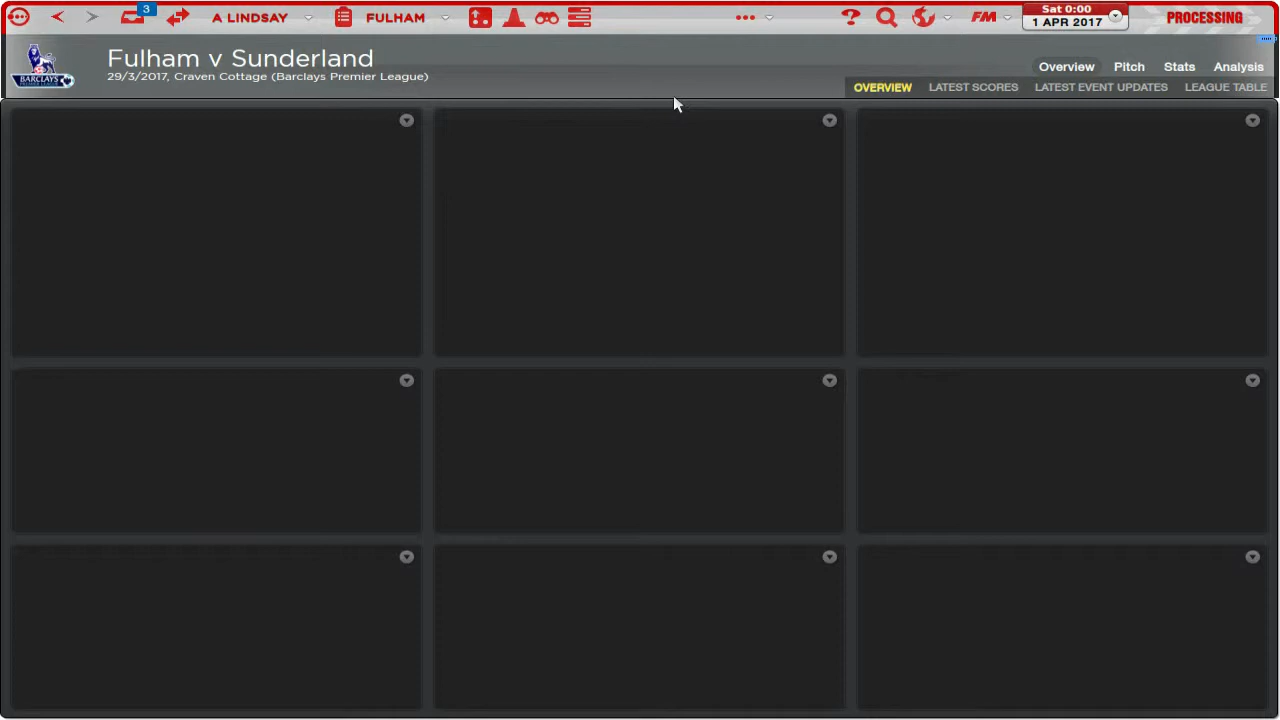 3
A LINDSAY
FULHAM
FM
Sat 0:00
1 APR 2017
PROCESSING
Fulham v Sunderland
29/3/2017, Craven Cottage (Barclays Premier League)
BARCLAYS
Overview Pitch Stats Analysis
OVERVIEW LATEST SCORES LATEST EVENT UPDATES LEAGUE TABLE